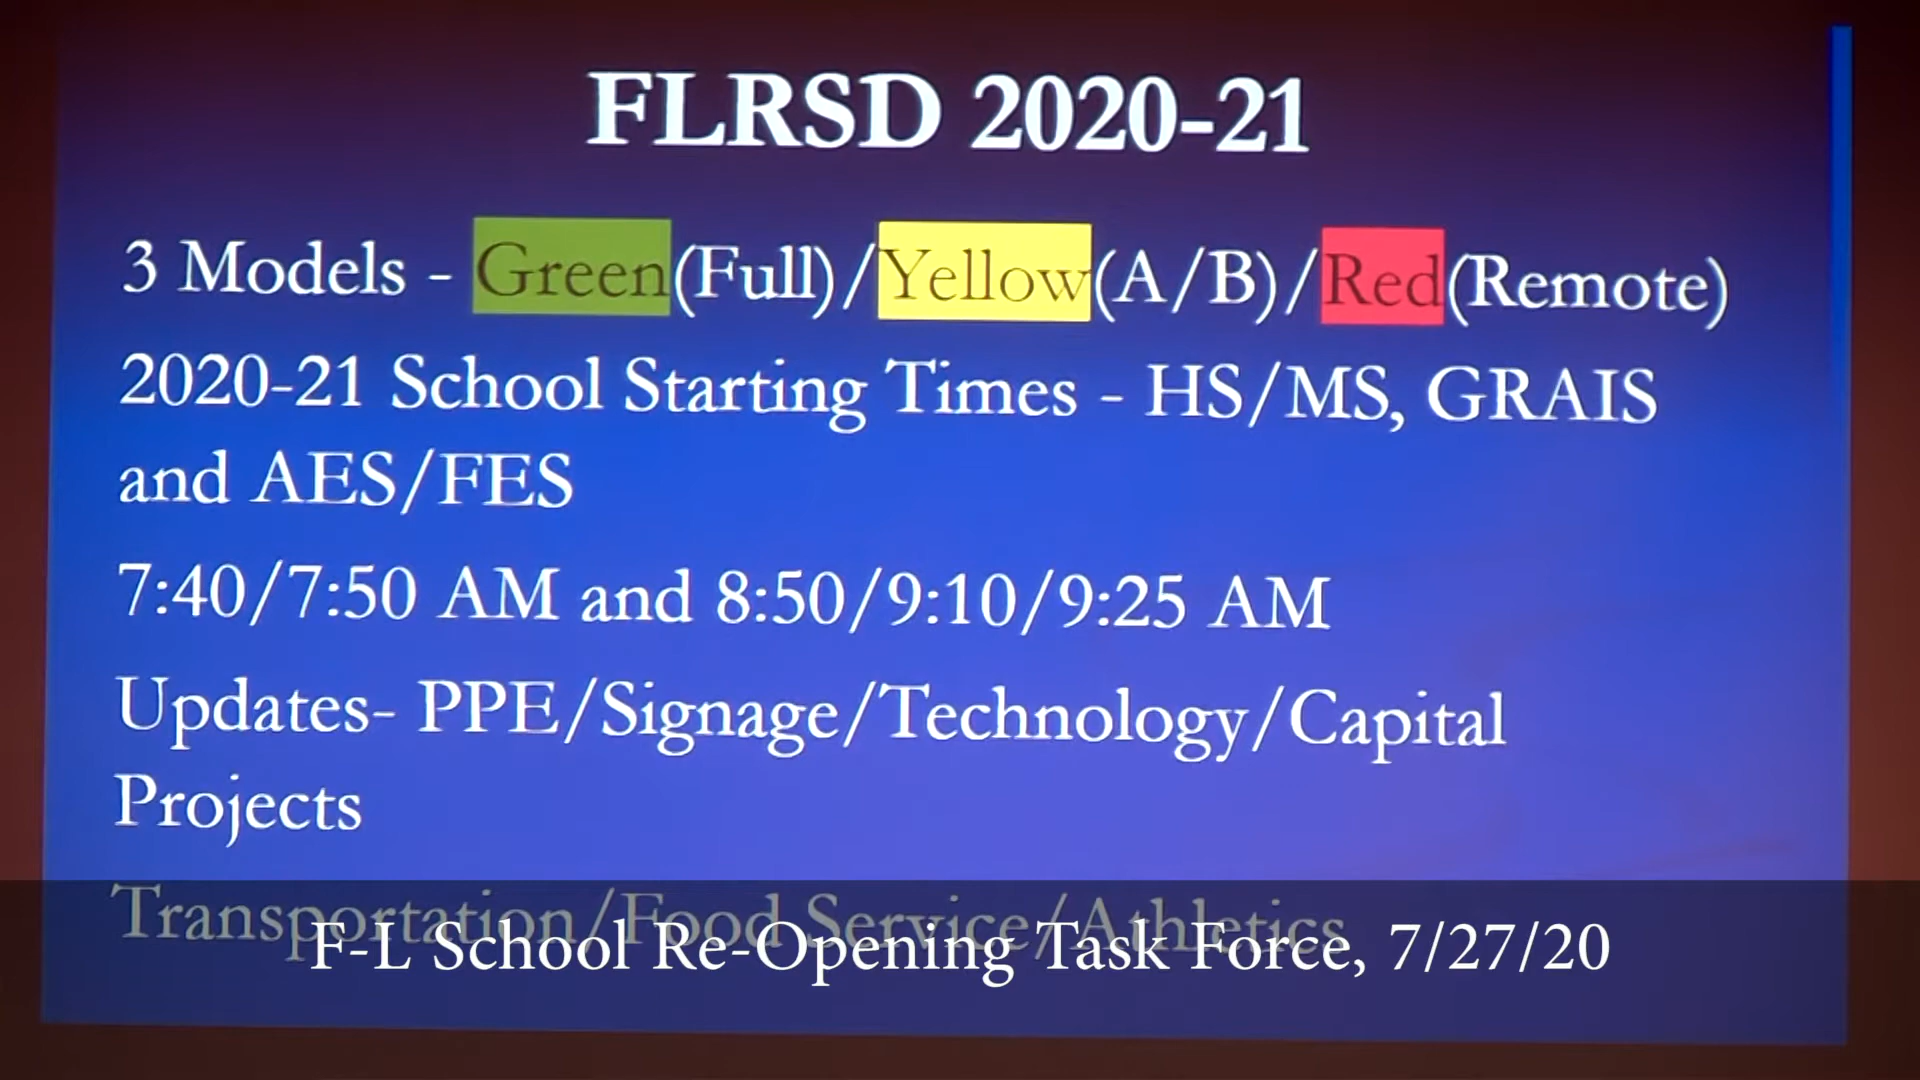 FLRSD 2020-21
3 Models - Green(Full)/Yellow(A/B)/Red(Remote)
2020-21 School Starting Times - HS/MS, GRAIS
and AES/FES
7:40/7:50 AM and 8:50/9:10/9:25 AM
Updates- PPE/Signage/Technology/Capital
Projects
Transportation/Food Service/Athletics
F-L School Re-Opening Task Force, 7/27/20